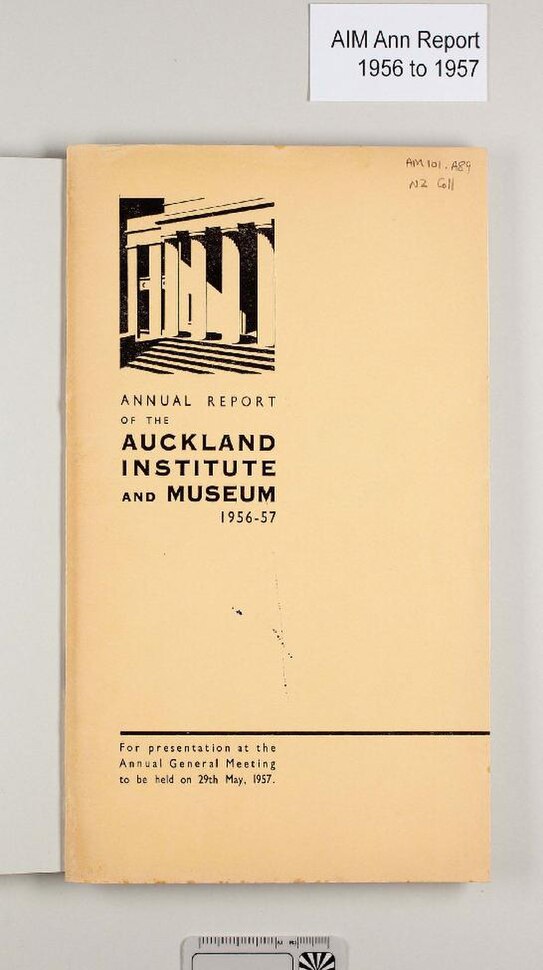 AIM Ann Report
1956 to 1957
AM 101. A89
NZ Coll
ANNUAL REPORT
OF THE
AUCKLAND
INSTITUTE
AND MUSEUM
1956-57
For presentation at the
Annual General Meeting
to be held on 29th May, 1957.